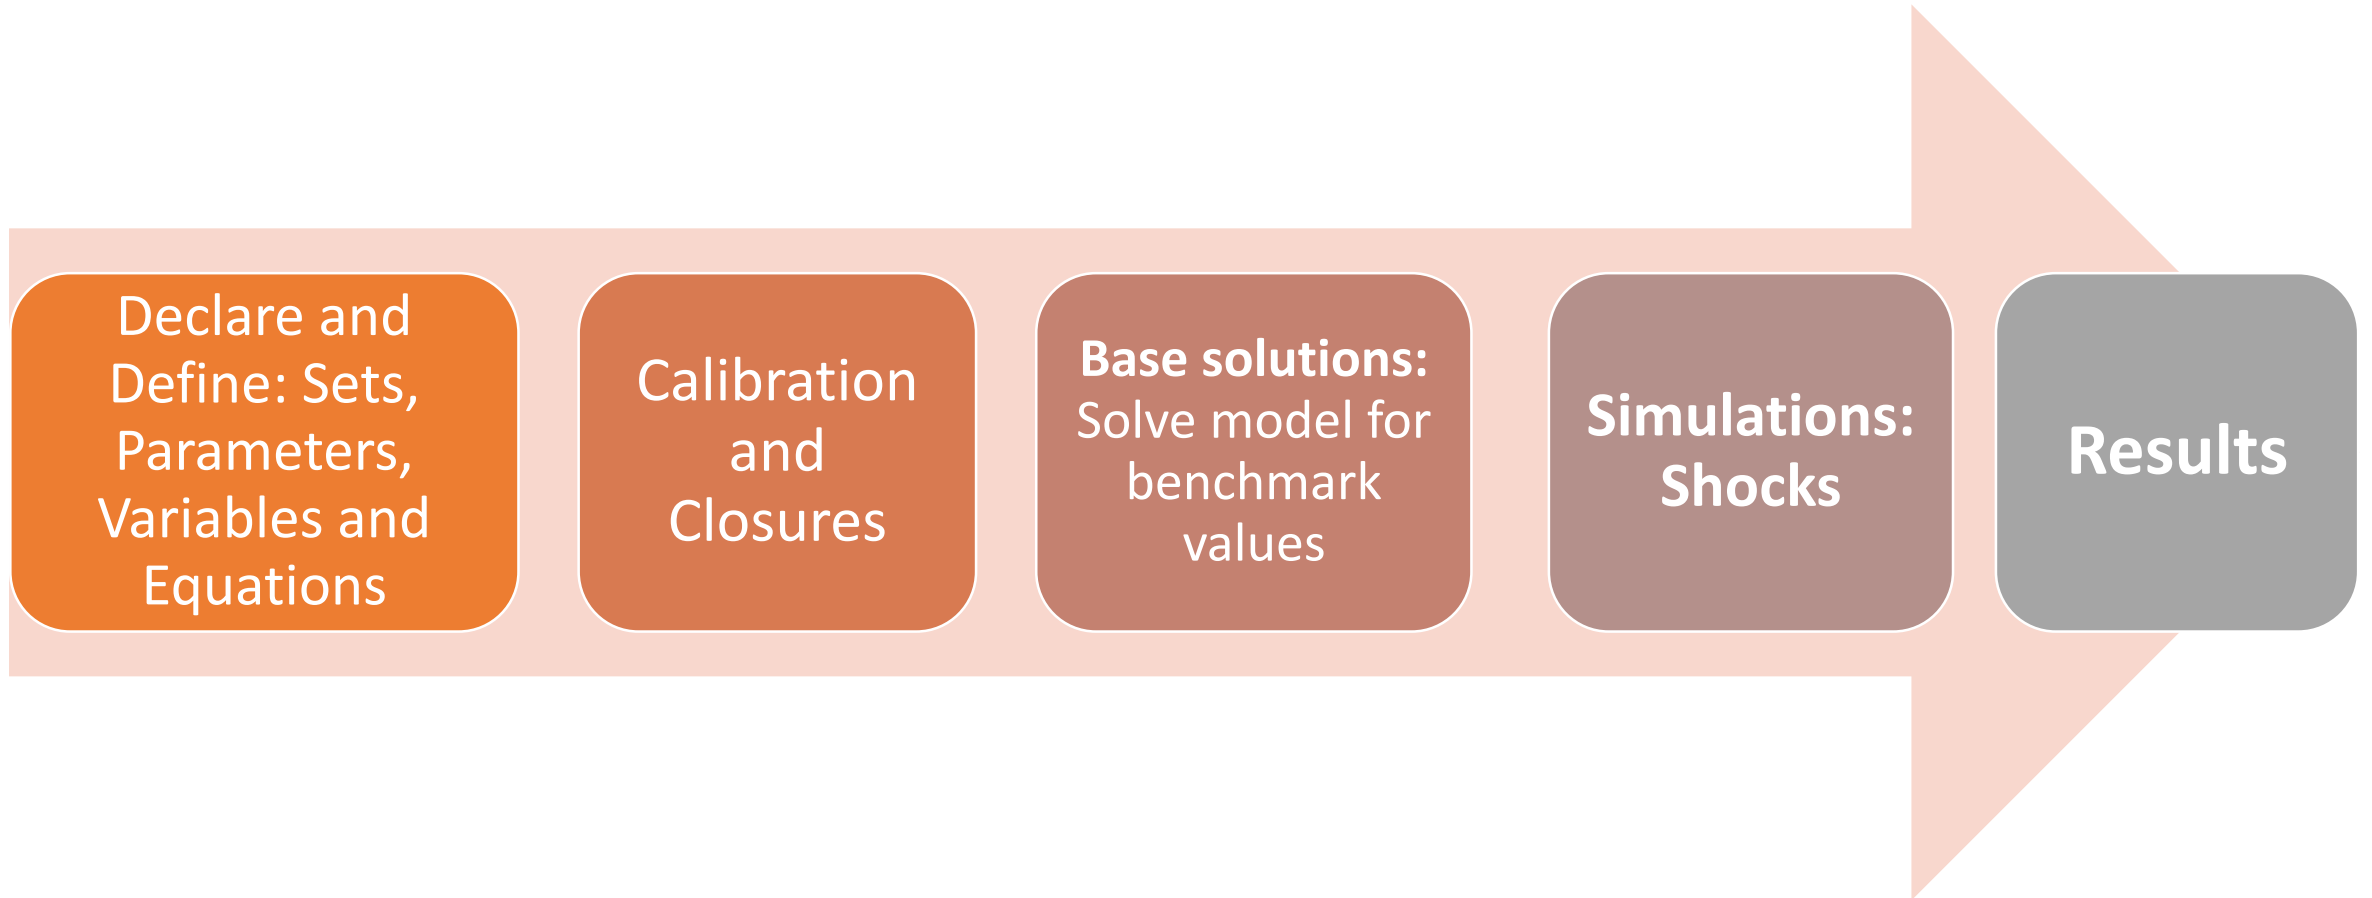 Declare and
Define: Sets,
Parameters,
Variables and
Equations
Calibration
and
Closures
Base solutions:
Solve model for
benchmark
values
Simulations:
Shocks
Results